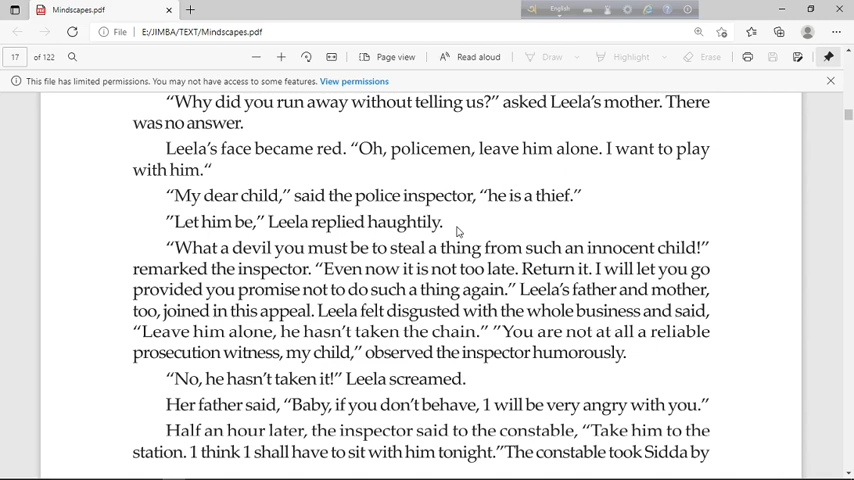 Mindscapes.pdf
English
File
E:/JIMBA/TEXT/Mindscapes.pdf
17 of 122
Page view
Read aloud
Draw
Highlight
Erase
This file has limited permissions. You may not have access to some features. View permissions
“Why did you run away without telling us?” asked Leela’s mother. There
was no answer.
Leela’s face became red. “Oh, policemen, leave him alone. I want to play
with him.“
“My dear child,” said the police inspector, “he is a thief.”
”Let him be,” Leela replied haughtily.
“What a devil you must be to steal a thing from such an innocent child!”
remarked the inspector. “Even now it is not too late. Return it. I will let you go
provided you promise not to do such a thing again.” Leela’s father and mother,
too, joined in this appeal. Leela felt disgusted with the whole business and said,
“Leave him alone, he hasn’t taken the chain.” ”You are not at all a reliable
prosecution witness, my child,” observed the inspector humorously.
“No, he hasn’t taken it!” Leela screamed.
Her father said, “Baby, if you don’t behave, 1 will be very angry with you.”
Half an hour later, the inspector said to the constable, “Take him to the
station. 1 think 1 shall have to sit with him tonight.”The constable took Sidda by